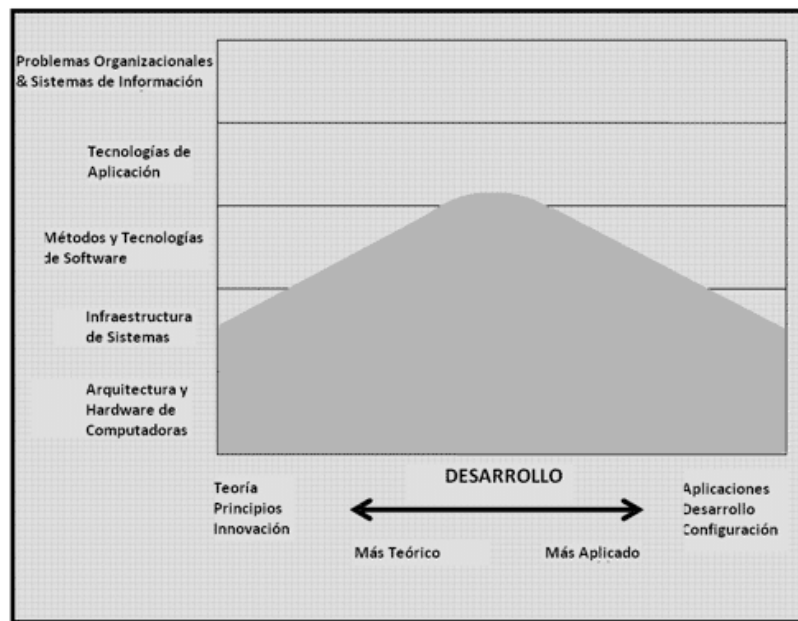 Problemas Organizacionales
& Sistemas de Información
Tecnologías de
Aplicación
Métodos y Tecnologías
de Software
Infraestructura
de Sistemas
Arquitectura y
Hardware de
Computadoras
DESARROLLO
Teoría
Principios
Innovación
Aplicaciones
Desarrollo
Configuración
Más Teórico
Más Aplicado